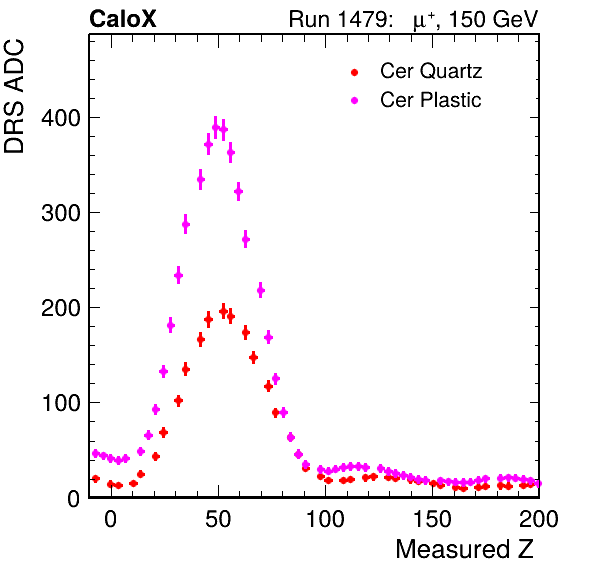 CaloX Run 1479: μ⁺, 150 GeV
Cer Quartz
Cer Plastic
DRS ADC
400
300
200
100
0
0 50 100 150 200
Measured Z